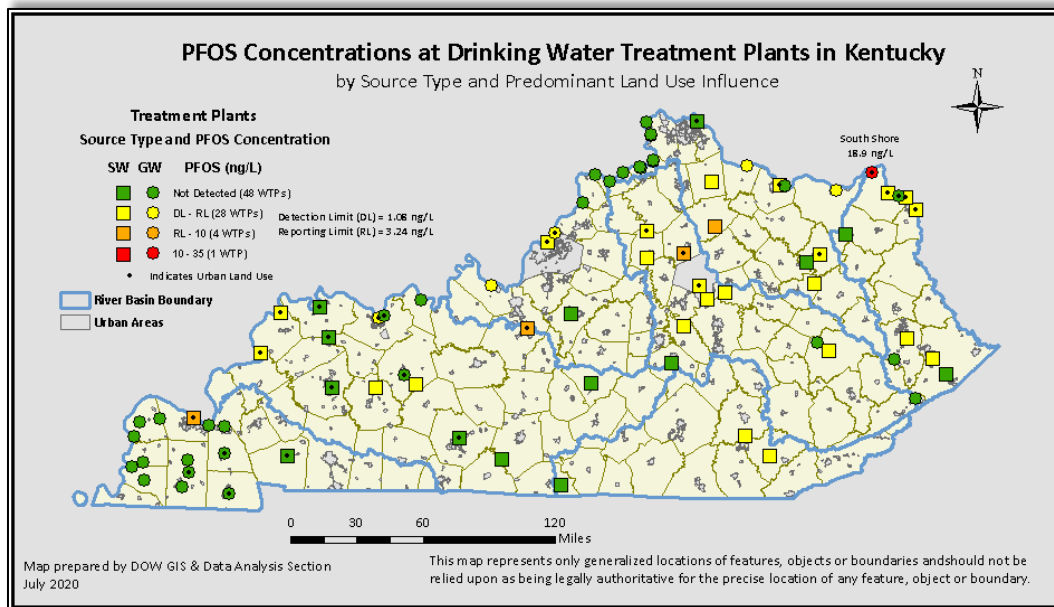 PFOS Concentrations at Drinking Water Treatment Plants in Kentucky
by Source Type and Predominant Land Use Influence
N
Treatment Plants
Source Type and PFOS Concentration
SW GW PFOS (ng/L)
Not Detected (48 WTPs)
DL - RL (28 WTPs)
RL - 10 (4 WTPs)
10 - 35 (1 WTP)
Indicates Urban Land Use
River Basin Boundary
Urban Areas
Detection Limit (DL) = 1.08 ng/L
Reporting Limit (RL) = 3.24 ng/L
South Shore
18.9 ng/L
0 30 60 120
Miles
Map prepared by DOW GIS & Data Analysis Section
July 2020
This map represents only generalized locations of features, objects or boundaries andshould not be
relied upon as being legally authoritative for the precise location of any feature, object or boundary.